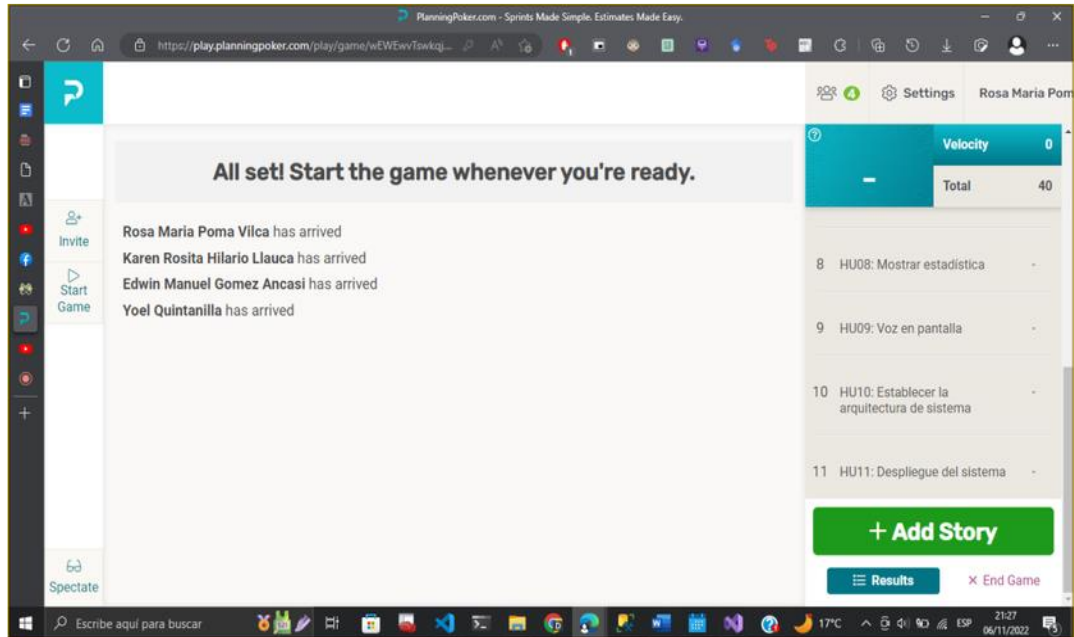 PlanningPoker.com - Sprints Made Simple. Estimates Made Easy.
https://play.planningpoker.com/play/game/wEWEwvTswkqj...
4
Settings
Rosa Maria Pom
All set! Start the game whenever you're ready.
Velocity 0
-
Total 40
Invite
Start
Game
Rosa Maria Poma Vilca has arrived
Karen Rosita Hilario Llauca has arrived
Edwin Manuel Gomez Ancasi has arrived
Yoel Quintanilla has arrived
8 HU08: Mostrar estadística -
9 HU09: Voz en pantalla -
10 HU10: Establecer la -
arquitectura de sistema
11 HU11: Despliegue del sistema -
+ Add Story
Results
× End Game
Spectate
Escribe aquí para buscar
17°C
ESP
21:27
06/11/2022